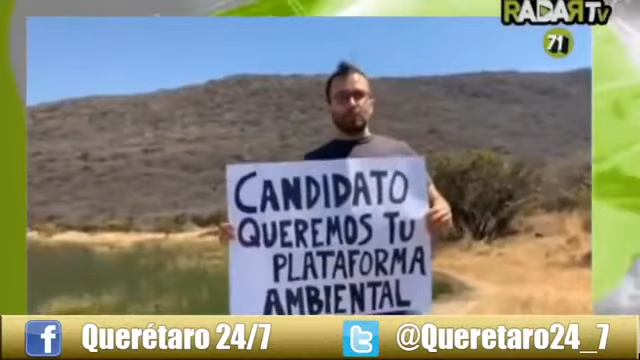 RADAR TV
71
CANDIDATO
QUEREMOS TU
PLATAFORMA
AMBIENTAL
Querétaro 24/7
@Queretaro24_7